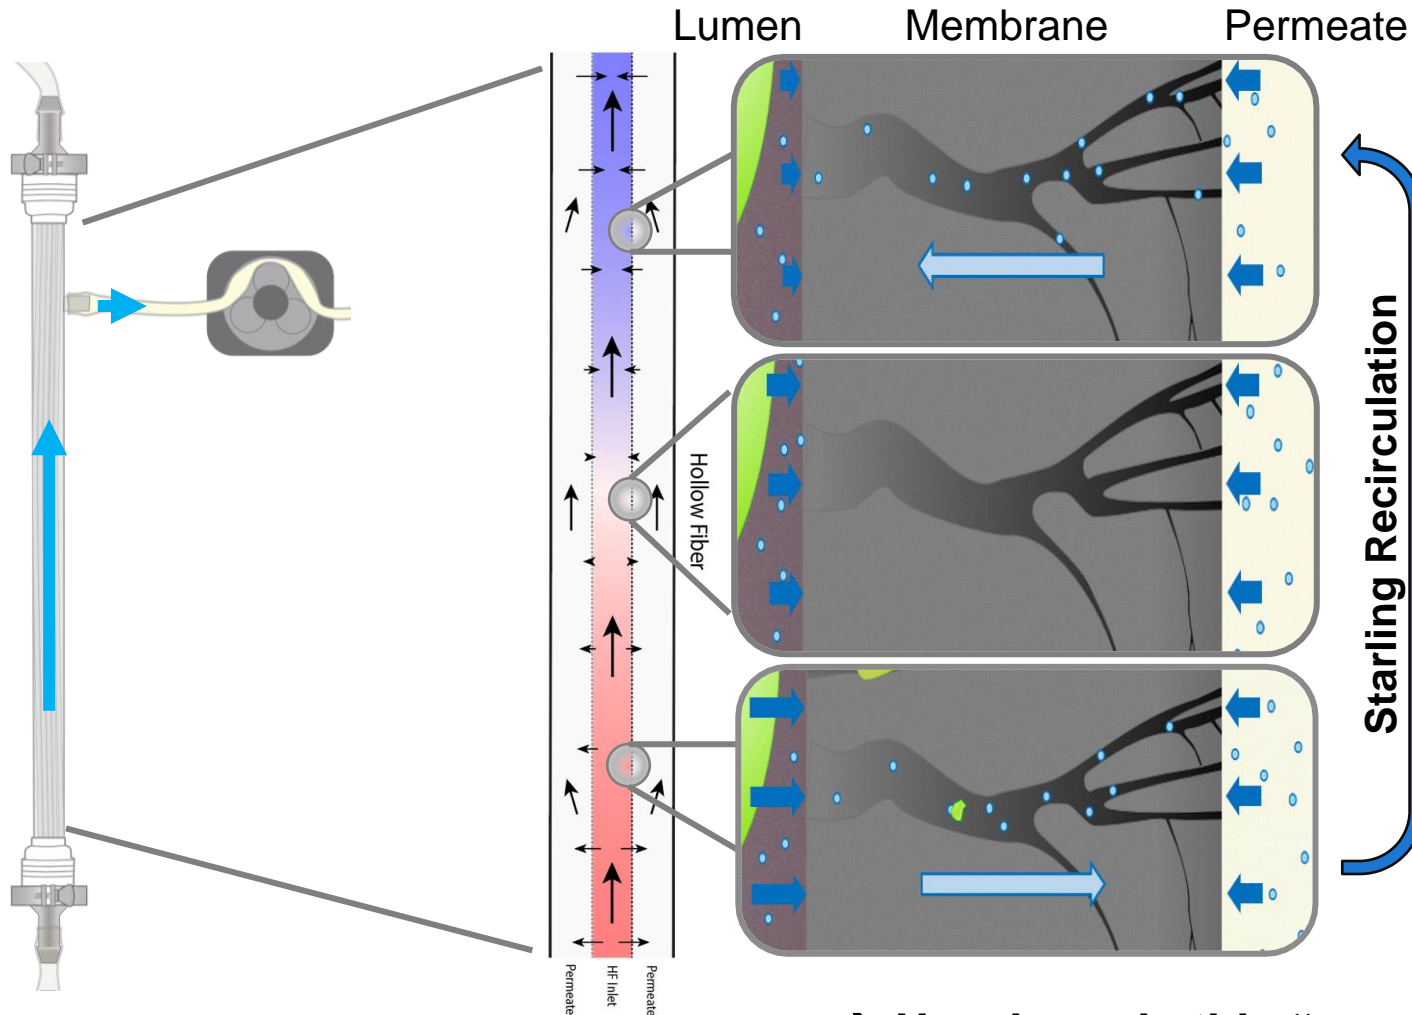 Lumen Membrane Permeate
Hollow Fiber
Starling Recirculation
Permeate
HF Inlet
Permeate